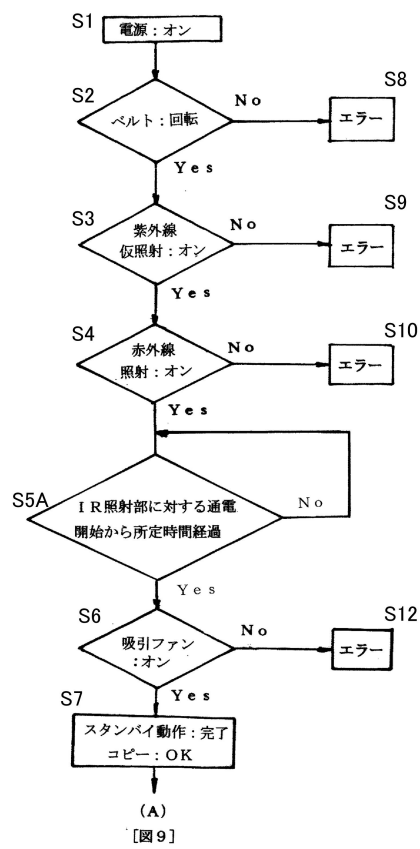 S1
電源：オン
S2
ベルト：回転
No
S8
エラー
Yes
S3
紫外線
仮照射：オン
No
S9
エラー
Yes
S4
赤外線
照射：オン
No
S10
エラー
Yes
S5A
ＩＲ照射部に対する通電
開始から所定時間経過
No
Yes
S6
吸引ファン
：オン
No
S12
エラー
Yes
S7
スタンバイ動作：完了
コピー：ＯＫ
(A)
[図９]